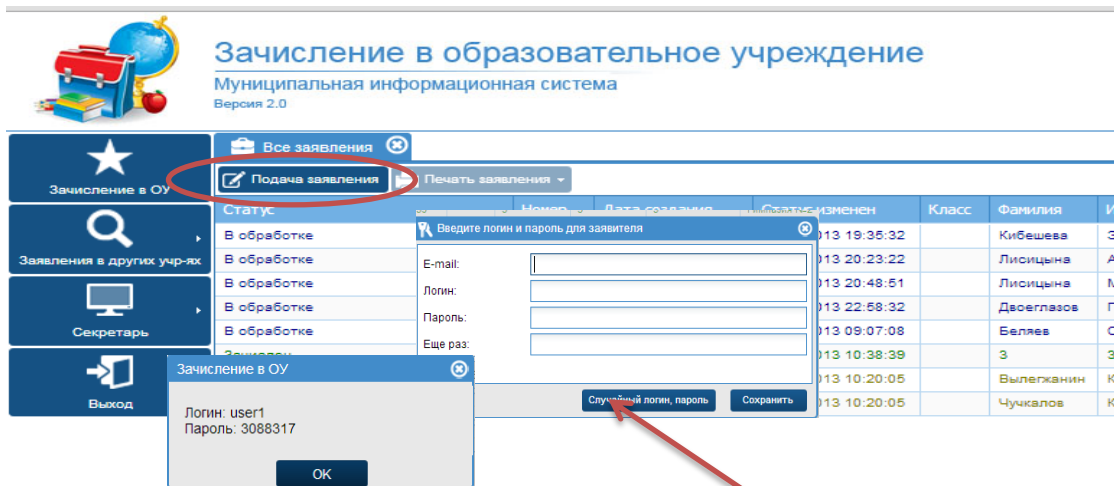 Зачисление в образовательное учреждение
Муниципальная информационная система
Версия 2.0
Зачисление в ОУ
Заявления в других учр-ях
Секретарь
Выход
Все заявления
Подача заявления
Печать заявления
Статус Номер Дата создания Статус изменен Класс Фамилия И
В обработке 013 19:35:32 Кибешева З
В обработке 013 20:23:22 Лисицына А
В обработке 013 20:48:51 Лисицына М
В обработке 013 22:58:32 Двоеглазов П
В обработке 013 09:07:08 Беляев С
Зачислен 013 10:38:39 З З
013 10:20:05 Вылегжанин К
013 10:20:05 Чучкалов К
Введите логин и пароль для заявителя
E-mail:
Логин:
Пароль:
Еще раз:
Случайный логин, пароль
Сохранить
Зачисление в ОУ
Логин: user1
Пароль: 3088317
OK